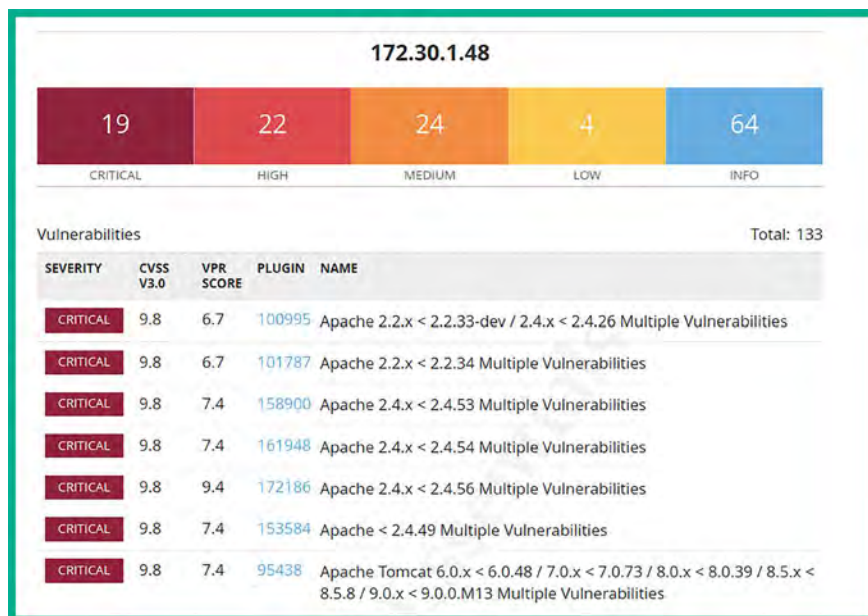 172.30.1.48
19 22 24 4 64
CRITICAL HIGH MEDIUM LOW INFO
Vulnerabilities Total: 133
SEVERITY CVSS V3.0 VPR SCORE PLUGIN NAME
CRITICAL 9.8 6.7 100995 Apache 2.2.x < 2.2.33-dev / 2.4.x < 2.4.26 Multiple Vulnerabilities
CRITICAL 9.8 6.7 101787 Apache 2.2.x < 2.2.34 Multiple Vulnerabilities
CRITICAL 9.8 7.4 158900 Apache 2.4.x < 2.4.53 Multiple Vulnerabilities
CRITICAL 9.8 7.4 161948 Apache 2.4.x < 2.4.54 Multiple Vulnerabilities
CRITICAL 9.8 9.4 172186 Apache 2.4.x < 2.4.56 Multiple Vulnerabilities
CRITICAL 9.8 7.4 153584 Apache < 2.4.49 Multiple Vulnerabilities
CRITICAL 9.8 7.4 95438 Apache Tomcat 6.0.x < 6.0.48 / 7.0.x < 7.0.73 / 8.0.x < 8.0.39 / 8.5.x <
8.5.8 / 9.0.x < 9.0.0.M13 Multiple Vulnerabilities